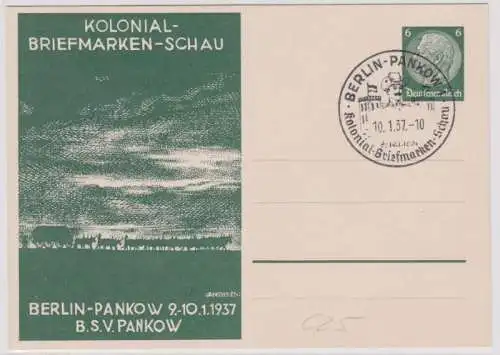 KOLONIAL-
BRIEFMARKEN-SCHAU
BERLIN-PANKOW 9.-10.1.1937
B.S.V. PANKOW
6 6
Deutsches Reich
BERLIN-PANKOW
10.1.37.-10
Kolonial-Briefmarken-Schau